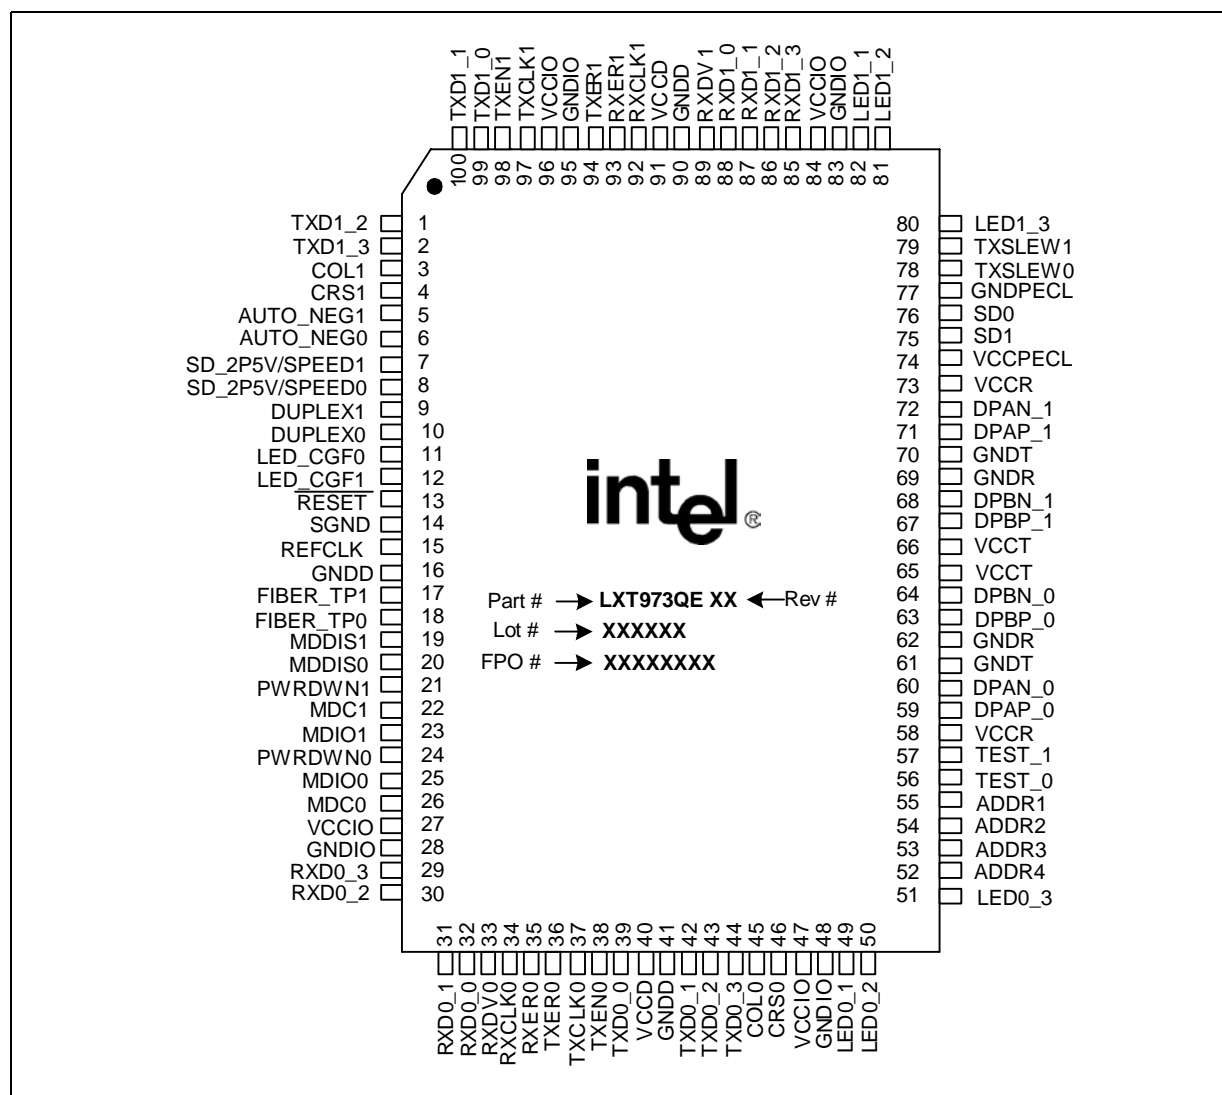 TXD1_1
TXD1_0
TXEN1
TXCLK1
VCCIO
GNDIO
TXER1
RXER1
RXCLK1
VCCD
GNDD
RXDV1
RXD1_0
RXD1_1
RXD1_2
RXD1_3
VCCIO
GNDIO
LED1_1
LED1_2
100
99
98
97
96
95
94
93
92
91
90
89
88
87
86
85
84
83
82
81
TXD1_2 1
TXD1_3 2
COL1 3
CRS1 4
AUTO_NEG1 5
AUTO_NEG0 6
SD_2P5V/SPEED1 7
SD_2P5V/SPEED0 8
DUPLEX1 9
DUPLEX0 10
LED_CGF0 11
LED_CGF1 12
RESET 13
SGND 14
REFCLK 15
GNDD 16
FIBER_TP1 17
FIBER_TP0 18
MDDIS1 19
MDDIS0 20
PWRDWN1 21
MDC1 22
MDIO1 23
PWRDWN0 24
MDIO0 25
MDC0 26
VCCIO 27
GNDIO 28
RXD0_3 29
RXD0_2 30
intel®
Part # LXT973QE XX Rev #
Lot # XXXXXX
FPO # XXXXXXXX
80 LED1_3
79 TXSLEW1
78 TXSLEW0
77 GNDPECL
76 SD0
75 SD1
74 VCCPECL
73 VCCR
72 DPAN_1
71 DPAP_1
70 GNDT
69 GNDR
68 DPBN_1
67 DPBP_1
66 VCCT
65 VCCT
64 DPBN_0
63 DPBP_0
62 GNDR
61 GNDT
60 DPAN_0
59 DPAP_0
58 VCCR
57 TEST_1
56 TEST_0
55 ADDR1
54 ADDR2
53 ADDR3
52 ADDR4
51 LED0_3
31
32
33
34
35
36
37
38
39
40
41
42
43
44
45
46
47
48
49
50
RXD0_1
RXD0_0
RXDV0
RXCLK0
RXER0
TXER0
TXCLK0
TXEN0
TXD0_0
VCCD
GNDD
TXD0_1
TXD0_2
TXD0_3
COL0
CRS0
VCCIO
GNDIO
LED0_1
LED0_2